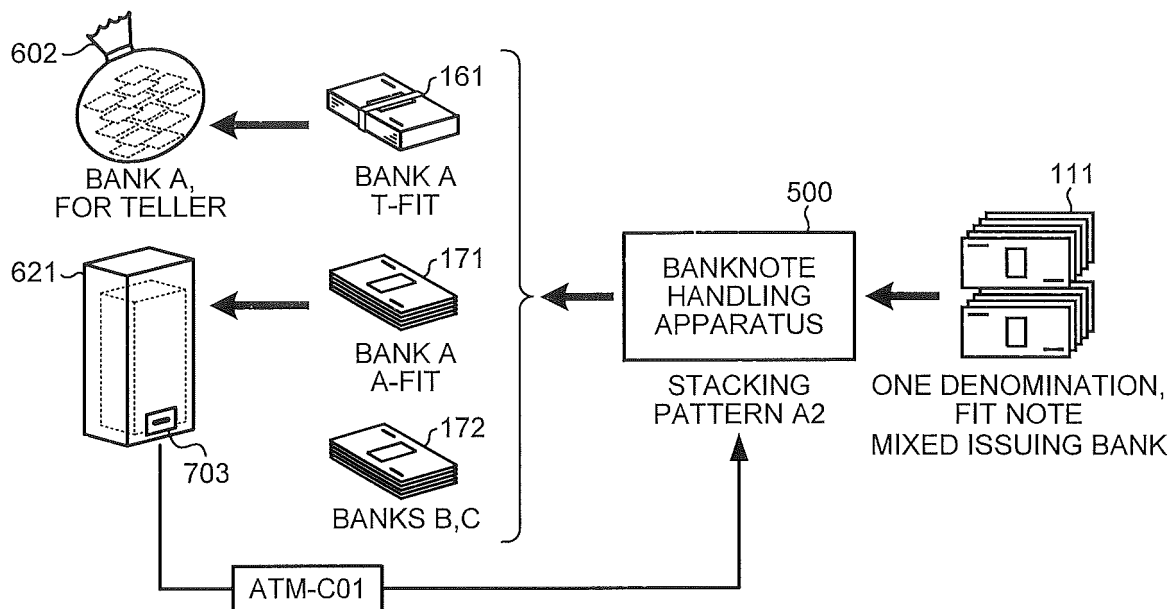 602
161
BANK A,
FOR TELLER
BANK A
T-FIT
111
500
BANKNOTE
HANDLING
APPARATUS
STACKING
PATTERN A2
ONE DENOMINATION,
FIT NOTE
MIXED ISSUING BANK
621
171
BANK A
A-FIT
703
172
BANKS B,C
ATM-C01